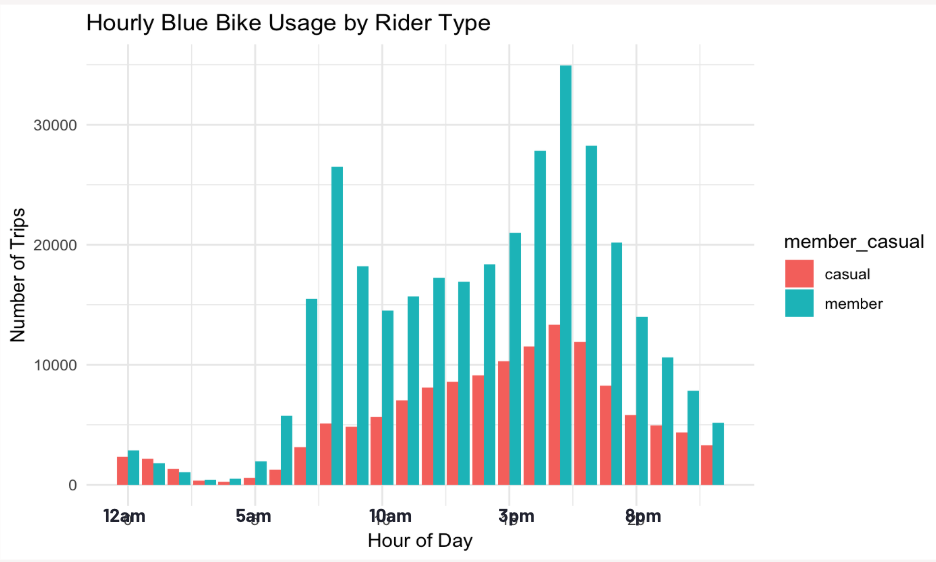 Hourly Blue Bike Usage by Rider Type
Number of Trips
30000
20000
10000
0
12am 5am 10am 3pm 8pm
Hour of Day
member_casual
casual
member